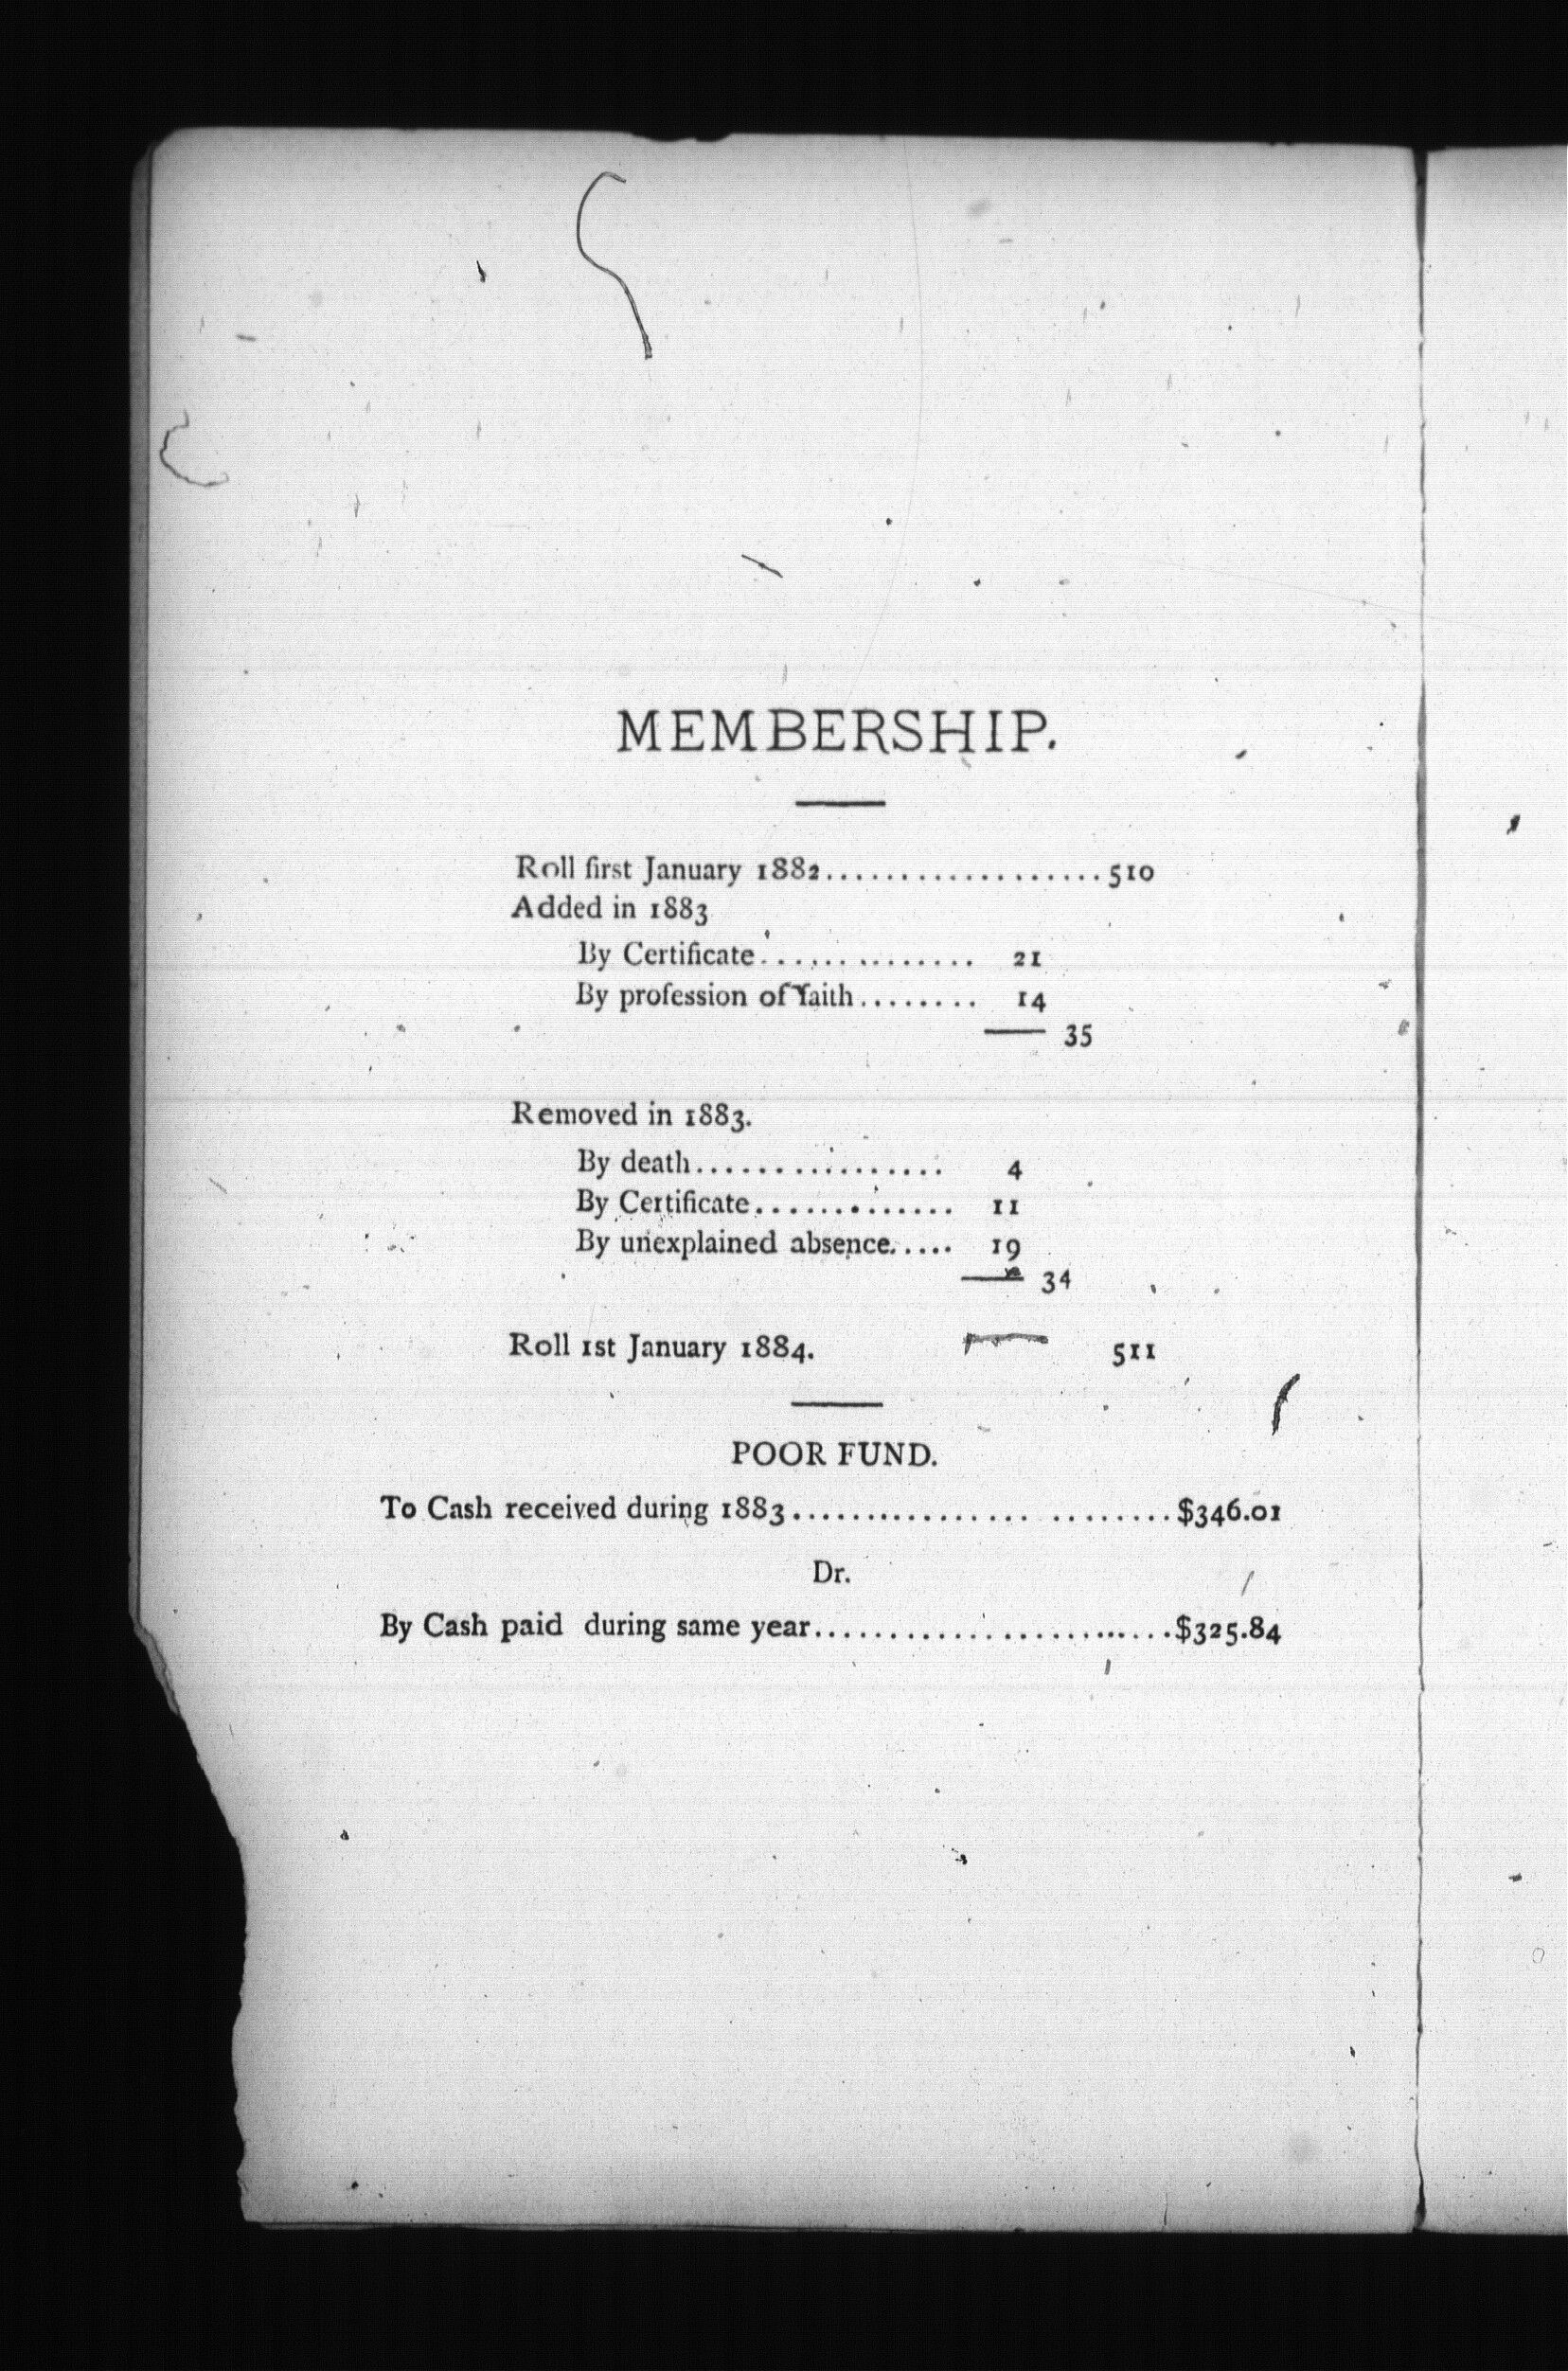 MEMBERSHIP.
Roll first January 1882...................510
Added in 1883
By Certificate.............. 21
By profession of faith........ 14
35
Removed in 1883.
By death................ 4
By Certificate............. 11
By unexplained absence..... 19
34
Roll 1st January 1884. 511
POOR FUND.
To Cash received during 1883......................... $346.01
Dr.
By Cash paid during same year........................$325.84